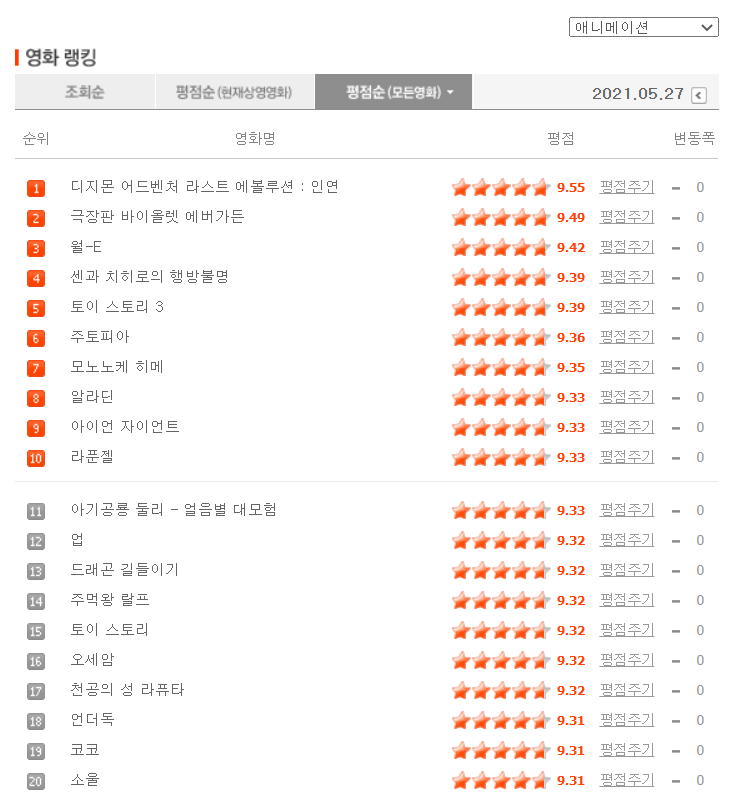 애니메이션
영화 랭킹
조회순 평점순 (현재상영영화) 평점순 (모든영화) 2021.05.27
순위 영화명 평점 변동폭
1 디지몬 어드벤처 라스트 에볼루션 : 인연 9.55 평점주기 0
2 극장판 바이올렛 에버가든 9.49 평점주기 0
3 월-E 9.42 평점주기 0
4 센과 치히로의 행방불명 9.39 평점주기 0
5 토이 스토리 3 9.39 평점주기 0
6 주토피아 9.36 평점주기 0
7 모노노케 히메 9.35 평점주기 0
8 알라딘 9.33 평점주기 0
9 아이언 자이언트 9.33 평점주기 0
10 라푼젤 9.33 평점주기 0
11 아기공룡 둘리 - 얼음별 대모험 9.33 평점주기 0
12 업 9.32 평점주기 0
13 드래곤 길들이기 9.32 평점주기 0
14 주먹왕 랄프 9.32 평점주기 0
15 토이 스토리 9.32 평점주기 0
16 오세암 9.32 평점주기 0
17 천공의 성 라퓨타 9.32 평점주기 0
18 언더독 9.31 평점주기 0
19 코코 9.31 평점주기 0
20 소울 9.31 평점주기 0